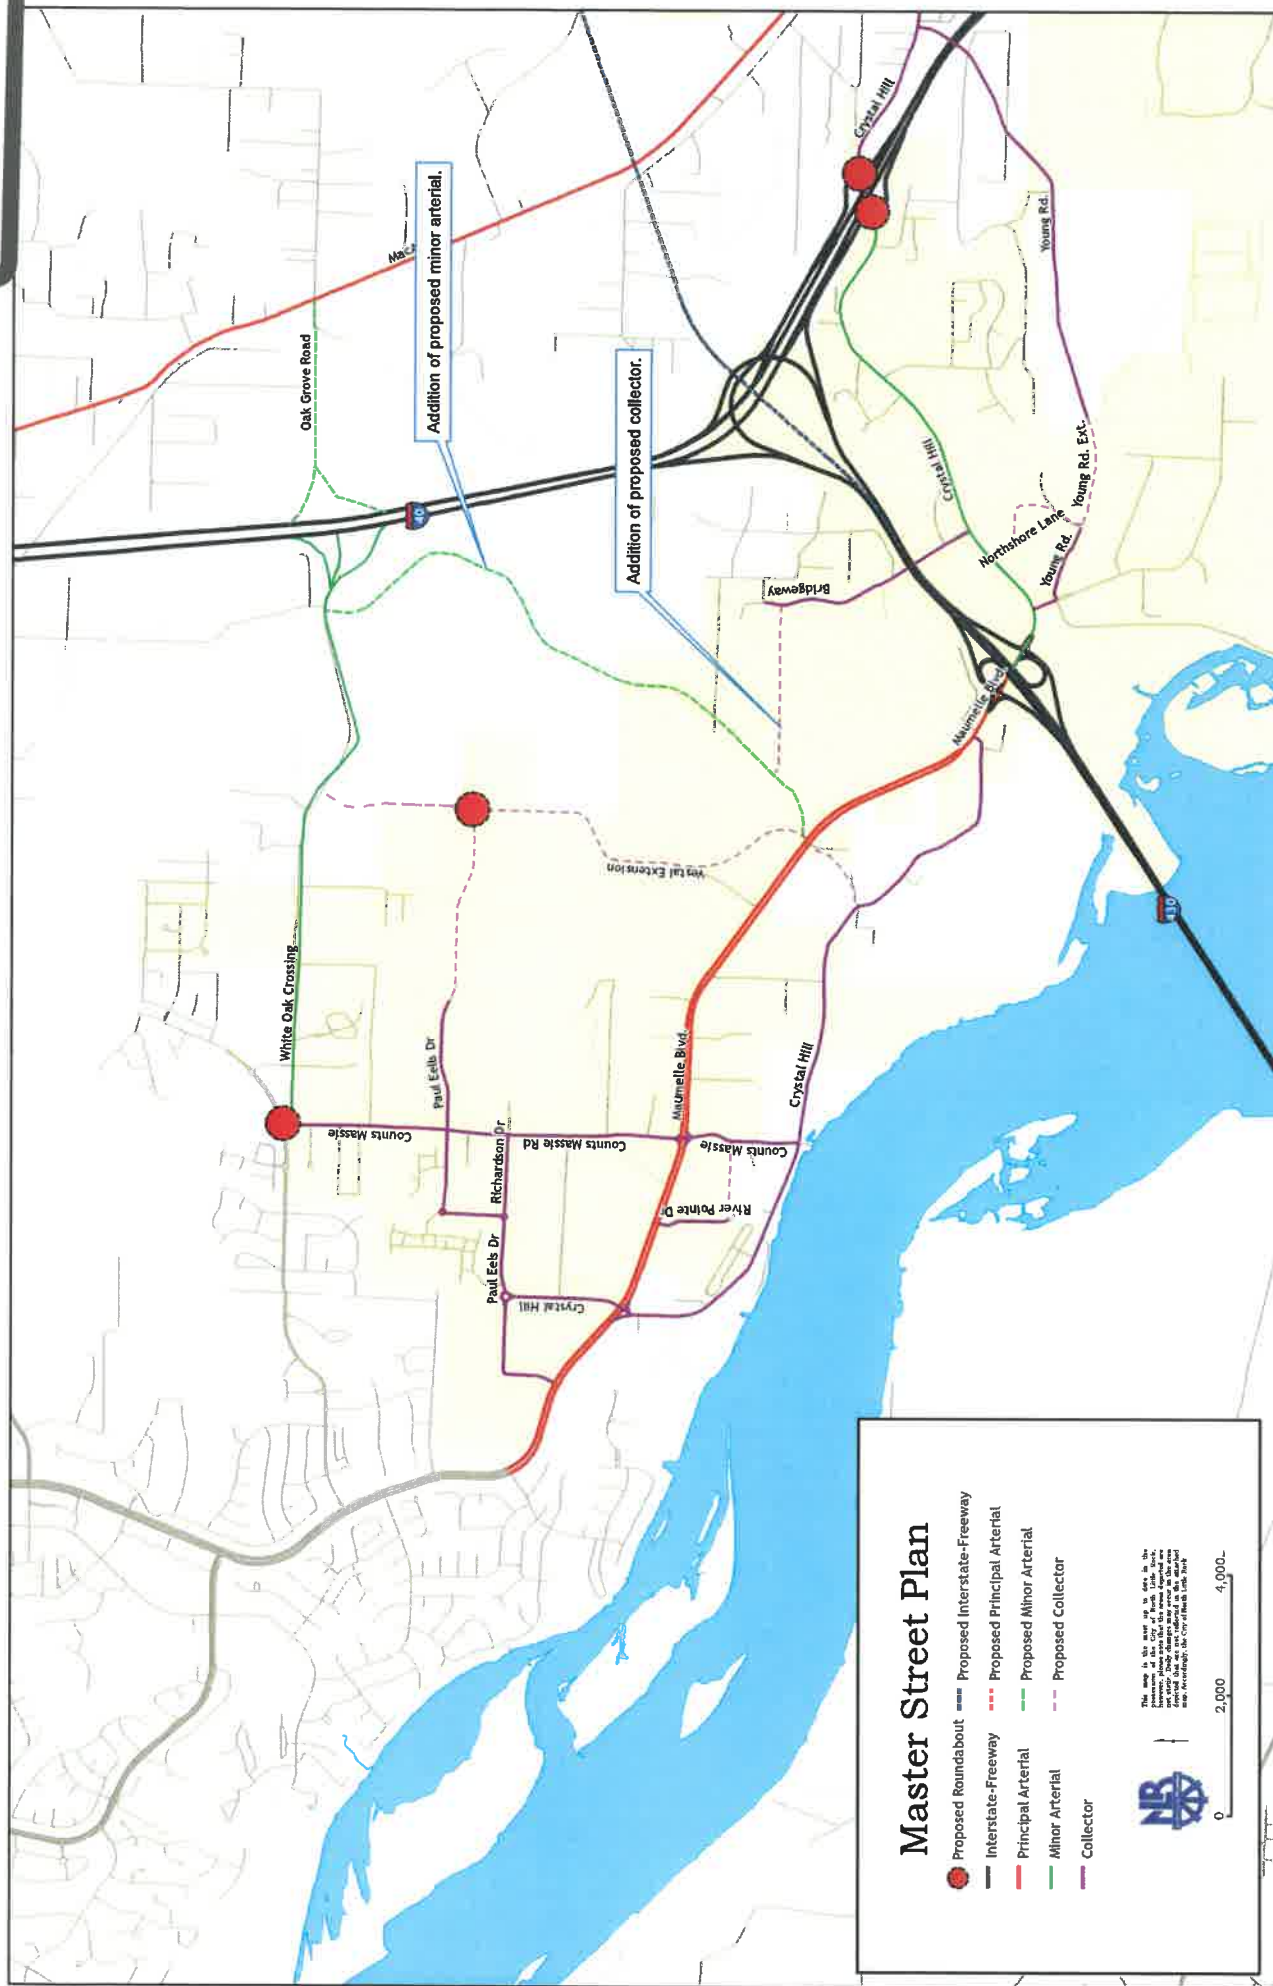 Oak Grove Road
Addition of proposed minor arterial.
Crystal Hill
40
Addition of proposed collector.
White Oak Crossing
Young Rd.
Crystal Hill
Young Rd. Ext.
Northshore Lane
Young Rd.
Bridgeway
Maumelle Blvd.
Vestal Extension
430
Paul Eells Dr
Counts Massie
Richardson Dr
Counts Massie Rd
Maumelle Blvd.
Counts Massie
Crystal Hill
River Pointe Dr
Paul Eels Dr
Crystal Hill
Master Street Plan
Proposed Roundabout
Interstate-Freeway
Principal Arterial
Minor Arterial
Collector
Proposed Interstate-Freeway
Proposed Principal Arterial
Proposed Minor Arterial
Proposed Collector
NLR
0 2,000 4,000